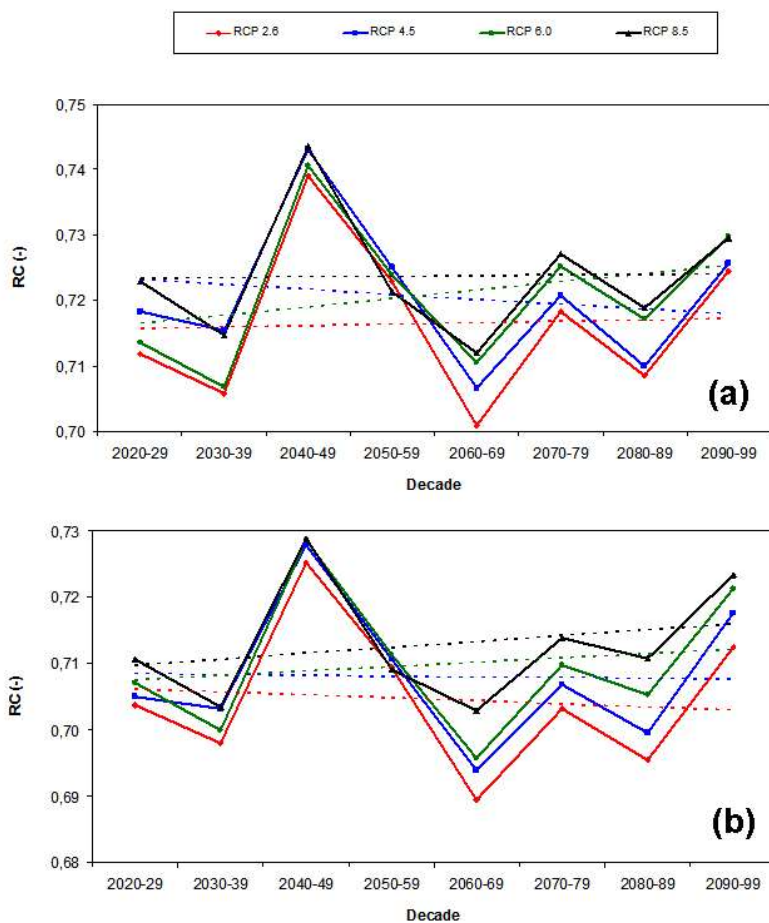 RCP 2.6 RCP 4.5 RCP 6.0 RCP 8.5
0,75
0,74
0,73
0,72
0,71
0,70
RC (-)
(a)
2020-29 2030-39 2040-49 2050-59 2060-69 2070-79 2080-89 2090-99
Decade
0,73
0,72
0,71
0,70
0,69
0,68
RC (-)
(b)
2020-29 2030-39 2040-49 2050-59 2060-69 2070-79 2080-89 2090-99
Decade